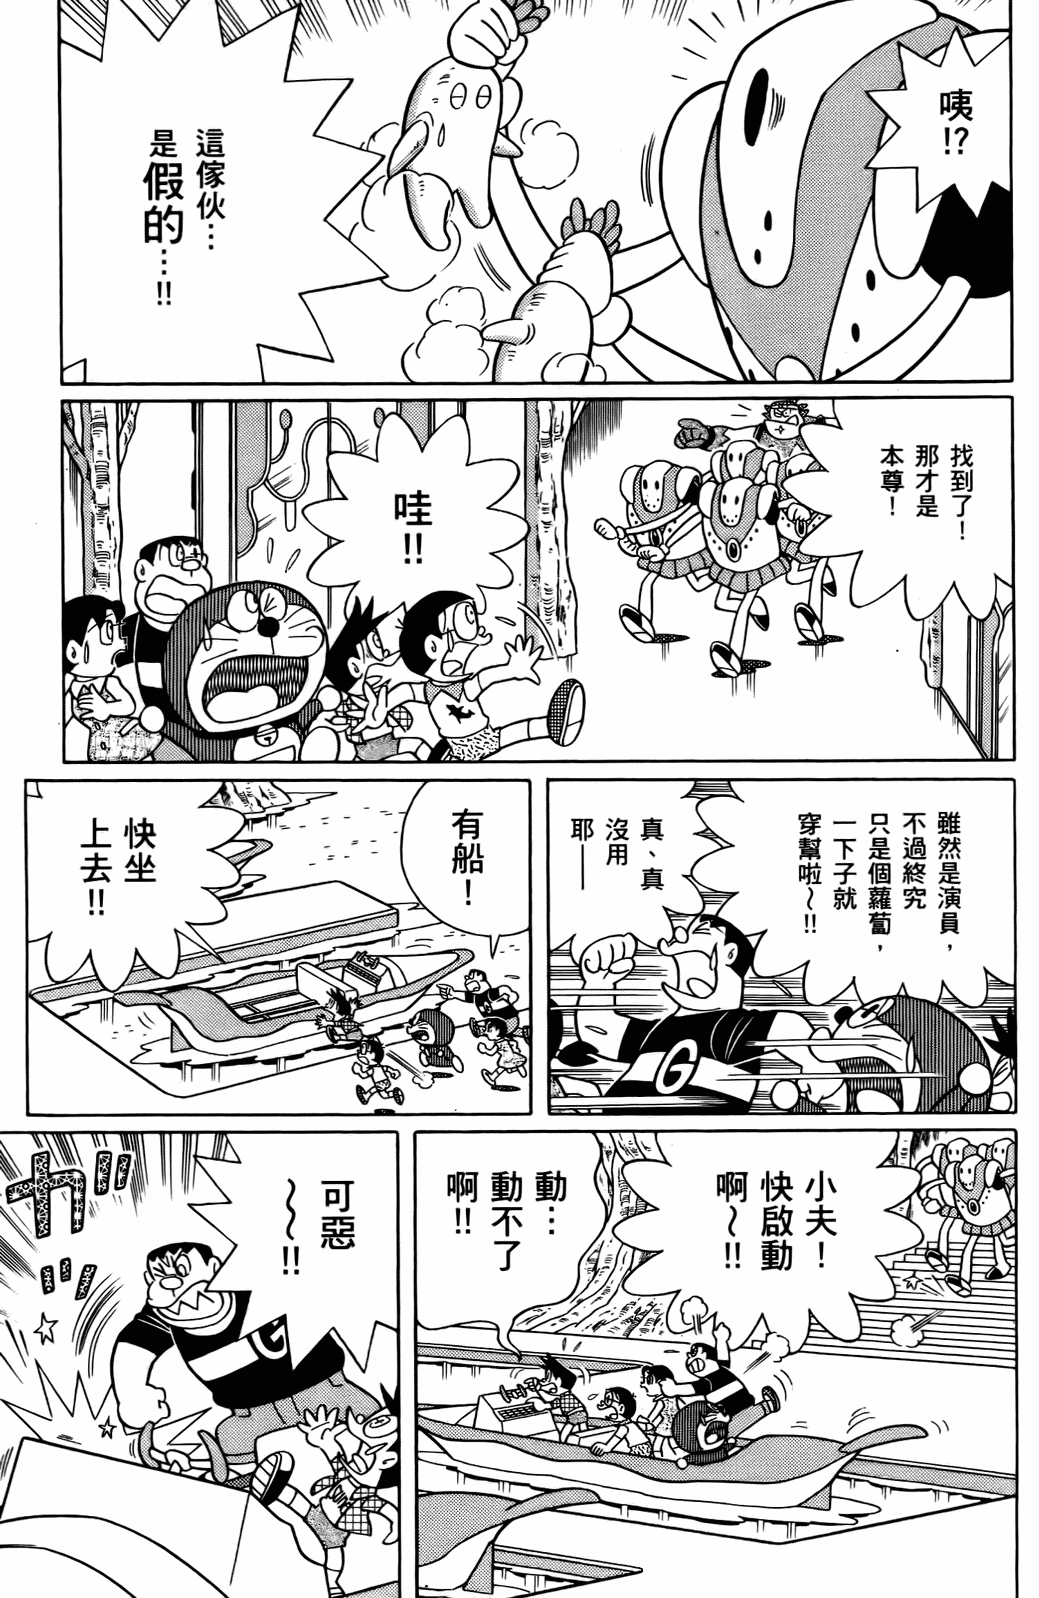 咦!?
這傢伙…
是假的…!!
找到了!
那才是
本尊!
哇!!
雖然是演員,
不過終究
只是個蘿蔔,
一下子就
穿幫啦~!!
真、真
沒用
耶——
有船!
快坐
上去!!
小夫!
快啟動
啊~!!
動…
動不了
啊!!
可惡
~!!
ガガガ
G